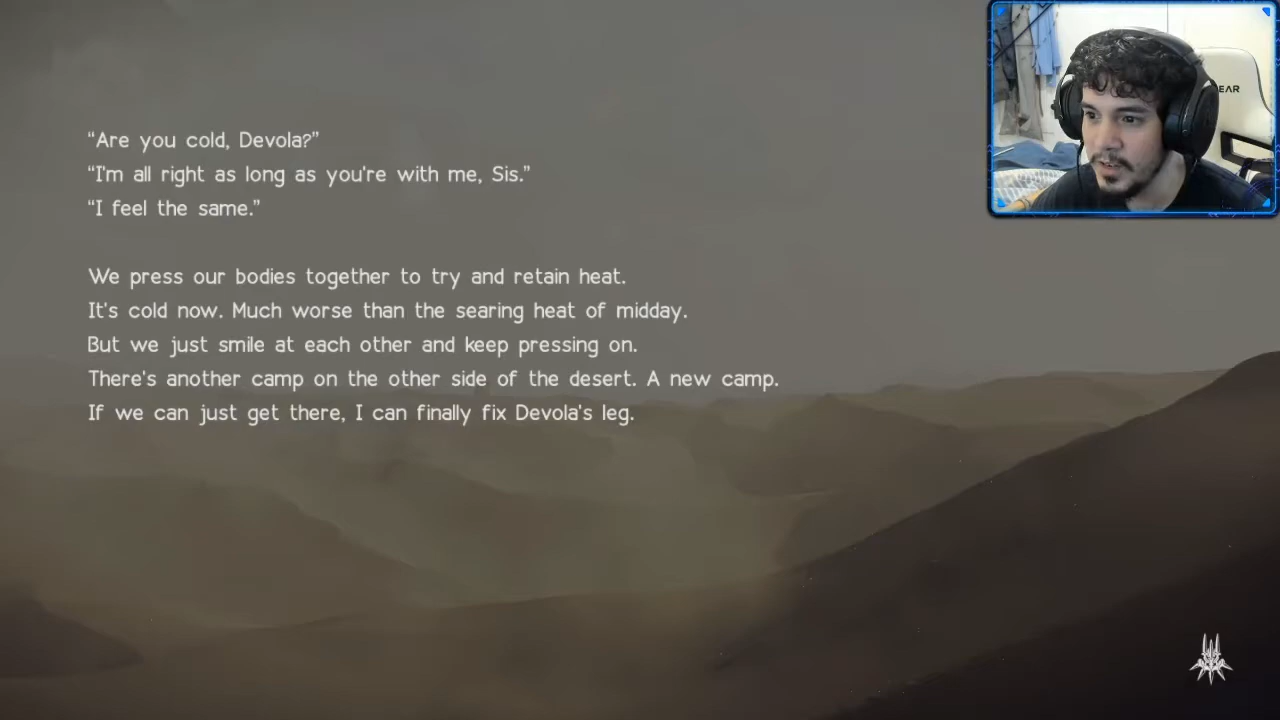 “Are you cold, Devola?”
“I'm all right as long as you're with me, Sis.”
“I feel the same.”
We press our bodies together to try and retain heat.
It's cold now. Much worse than the searing heat of midday.
But we just smile at each other and keep pressing on.
There's another camp on the other side of the desert. A new camp.
If we can just get there, I can finally fix Devola's leg.
EAR